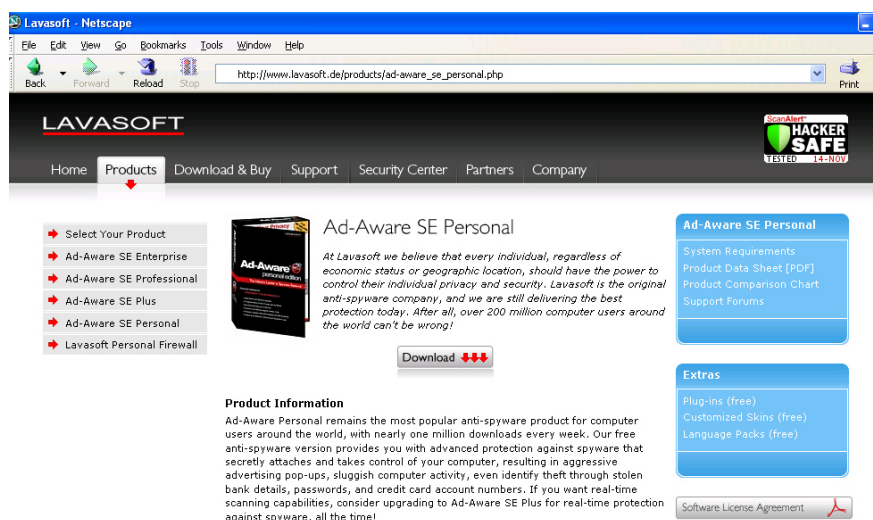 Lavasoft - Netscape
File Edit View Go Bookmarks Tools Window Help
Back Forward Reload Stop http://www.lavasoft.de/products/ad-aware_se_personal.php Print
LAVASOFT
ScanAlert
HACKER
SAFE
TESTED 14-NOV
Home Products Download & Buy Support Security Center Partners Company
Select Your Product
Ad-Aware SE Enterprise
Ad-Aware SE Professional
Ad-Aware SE Plus
Ad-Aware SE Personal
Lavasoft Personal Firewall
Ad-Aware
personal edition
Ad-Aware SE Personal
At Lavasoft we believe that every individual, regardless of
economic status or geographic location, should have the power to
control their individual privacy and security. Lavasoft is the original
anti-spyware company, and we are still delivering the best
protection today. After all, over 200 million computer users around
the world can't be wrong!
Download
Product Information
Ad-Aware Personal remains the most popular anti-spyware product for computer
users around the world, with nearly one million downloads every week. Our free
anti-spyware version provides you with advanced protection against spyware that
secretly attaches and takes control of your computer, resulting in aggressive
advertising pop-ups, sluggish computer activity, even identify theft through stolen
bank details, passwords, and credit card account numbers. If you want real-time
scanning capabilities, consider upgrading to Ad-Aware SE Plus for real-time protection
against spyware, all the time!
Ad-Aware SE Personal
System Requirements
Product Data Sheet [PDF]
Product Comparison Chart
Support Forums
Extras
Plug-ins (free)
Customized Skins (free)
Language Packs (free)
Software License Agreement